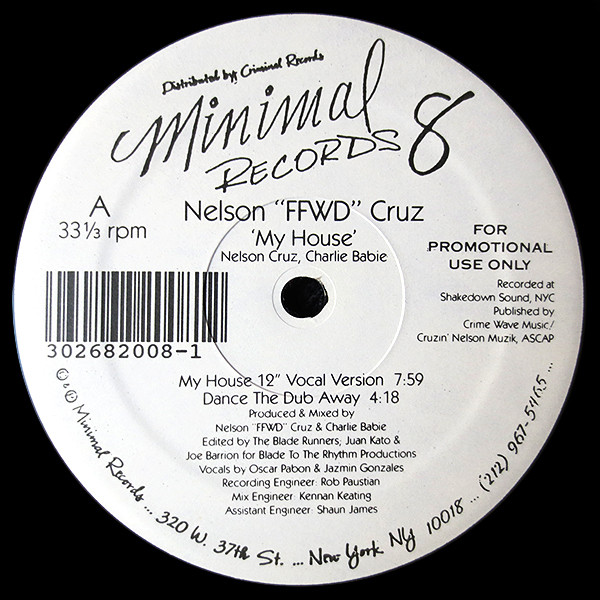 Distributed by: Criminal Records
Minimal 8
RECORDS
A
33 1/3 rpm
Nelson "FFWD" Cruz
'My House'
Nelson Cruz, Charlie Babie
FOR
PROMOTIONAL
USE ONLY
Recorded at
Shakedown Sound, NYC
Published by
Crime Wave Music/
Cruzin' Nelson Muzik, ASCAP
302682008-1
My House 12" Vocal Version 7:59
Dance The Dub Away 4:18
Produced & Mixed by
Nelson "FFWD" Cruz & Charlie Babie
Edited by The Blade Runners, Juan Kato &
Joe Barrion for Blade To The Rhythm Productions
Vocals by Oscar Pabon & Jazmin Gonzales
Recording Engineer: Rob Paustian
Mix Engineer: Kennan Keating
Assistant Engineer: Shaun James
© ℗ Minimal Records ... 320 W. 37th St. ... New York NY 10018 ... (212) 967-5465 ...